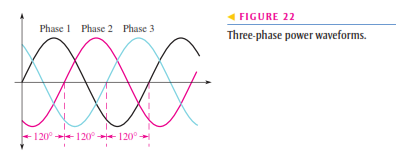 Phase 1 Phase 2 Phase 3
120° 120° 120°
FIGURE 22
Three-phase power waveforms.